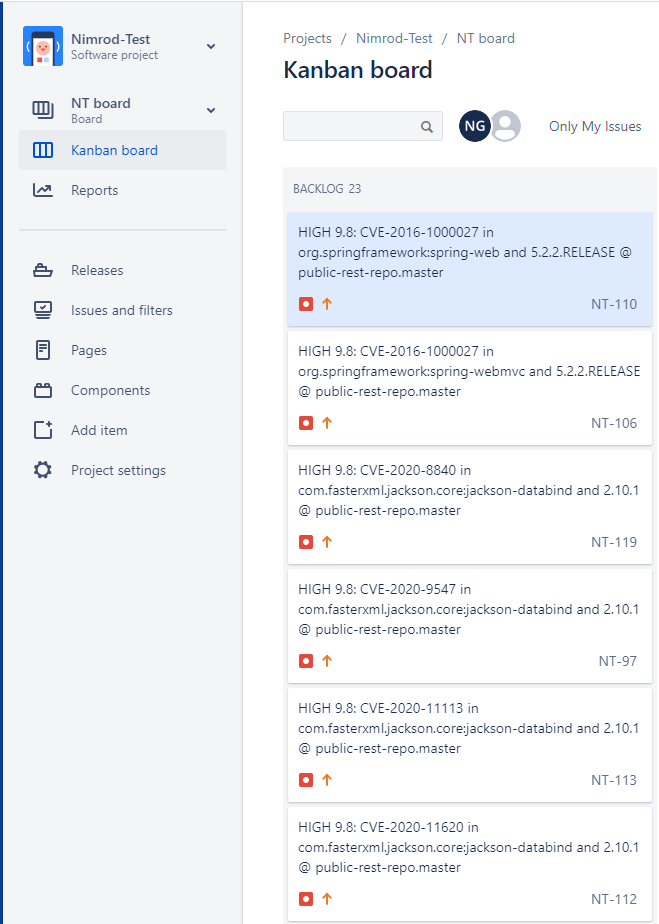 Nimrod-Test
Software project
NT board
Board
Kanban board
Reports
Releases
Issues and filters
Pages
Components
Add item
Project settings
Projects / Nimrod-Test / NT board
Kanban board
NG
Only My Issues
BACKLOG 23
HIGH 9.8: CVE-2016-1000027 in
org.springframework:spring-web and 5.2.2.RELEASE @
public-rest-repo.master
NT-110
HIGH 9.8: CVE-2016-1000027 in
org.springframework:spring-webmvc and 5.2.2.RELEASE
@ public-rest-repo.master
NT-106
HIGH 9.8: CVE-2020-8840 in
com.fasterxml.jackson.core:jackson-databind and 2.10.1
@ public-rest-repo.master
NT-119
HIGH 9.8: CVE-2020-9547 in
com.fasterxml.jackson.core:jackson-databind and 2.10.1
@ public-rest-repo.master
NT-97
HIGH 9.8: CVE-2020-11113 in
com.fasterxml.jackson.core:jackson-databind and 2.10.1
@ public-rest-repo.master
NT-113
HIGH 9.8: CVE-2020-11620 in
com.fasterxml.jackson.core:jackson-databind and 2.10.1
@ public-rest-repo.master
NT-112